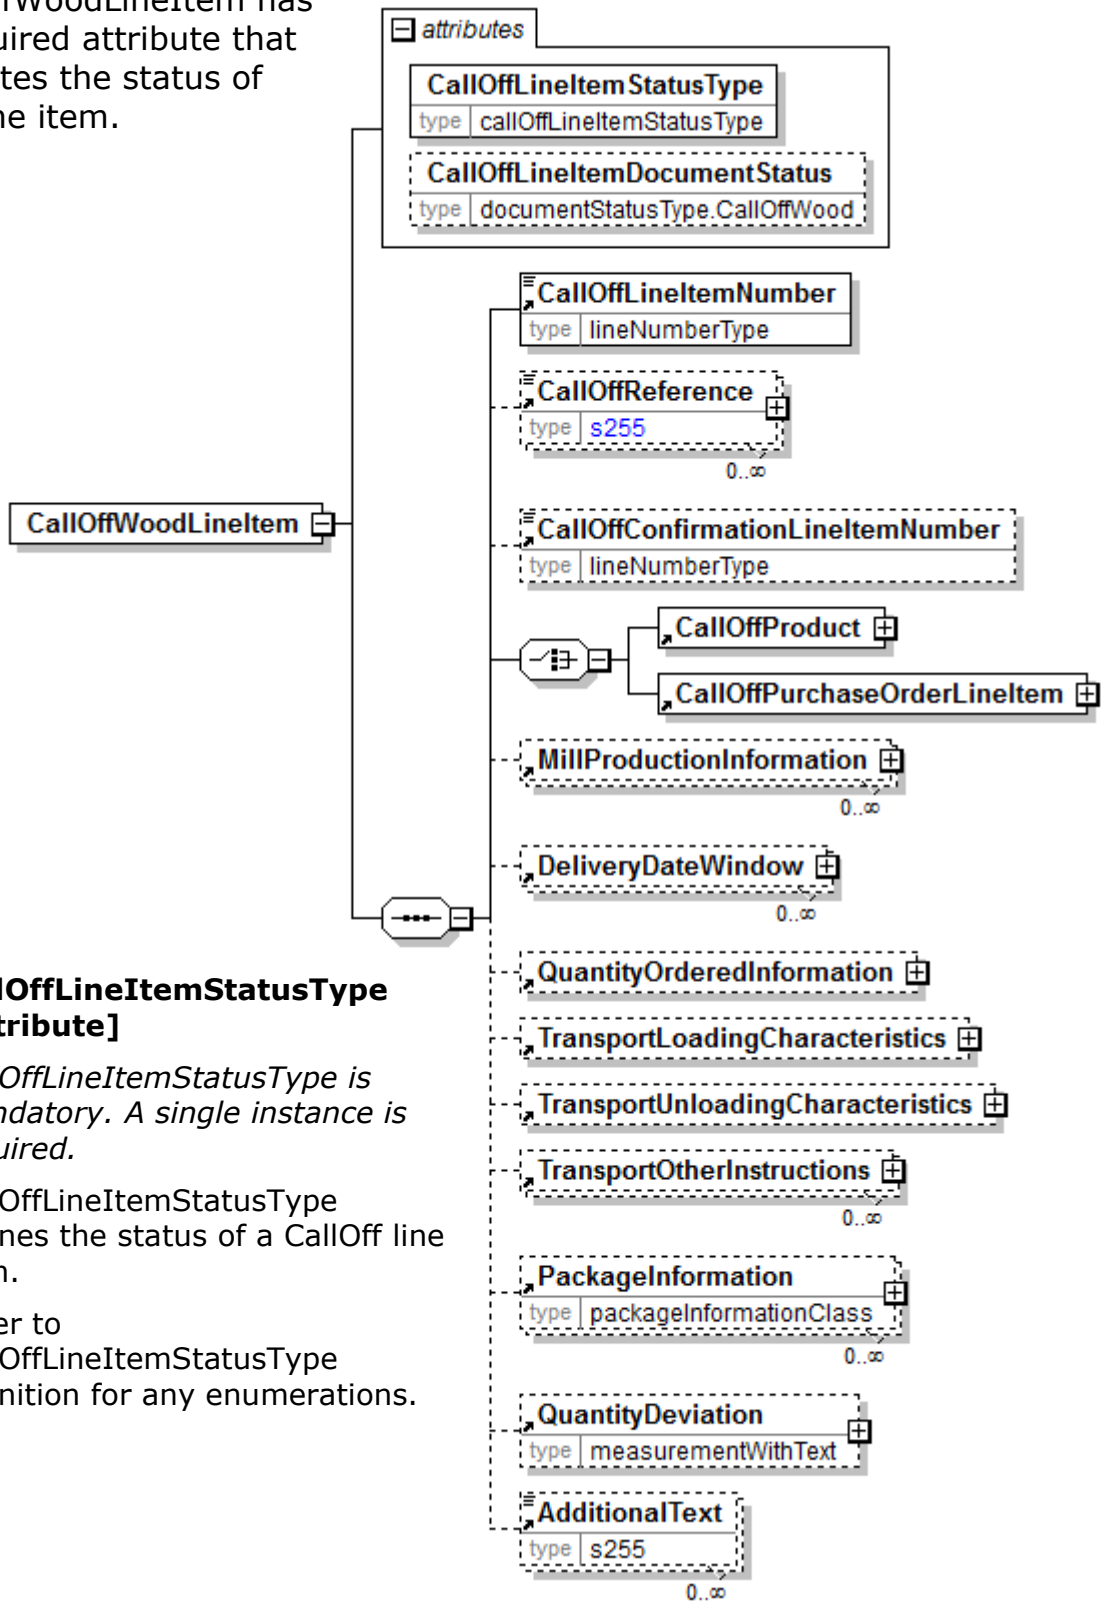 fWoodLineItem has
uired attribute that
tes the status of
ne item.
attributes
CallOffLineItemStatusType
type callOffLineItemStatusType
CallOffLineItemDocumentStatus
type documentStatusType.CallOffWood
CallOffLineItemNumber
type lineNumberType
CallOffReference
type s255
0..∞
CallOffWoodLineItem
CallOffConfirmationLineItemNumber
type lineNumberType
CallOffProduct
CallOffPurchaseOrderLineItem
MillProductionInformation
0..∞
DeliveryDateWindow
0..∞
QuantityOrderedInformation
TransportLoadingCharacteristics
TransportUnloadingCharacteristics
TransportOtherInstructions
0..∞
PackageInformation
type packageInformationClass
0..∞
QuantityDeviation
type measurementWithText
AdditionalText
type s255
0..∞
lOffLineItemStatusType
tribute]
OffLineItemStatusType is
ndatory. A single instance is
uired.
OffLineItemStatusType
nes the status of a CallOff line
n.
er to
OffLineItemStatusType
nition for any enumerations.